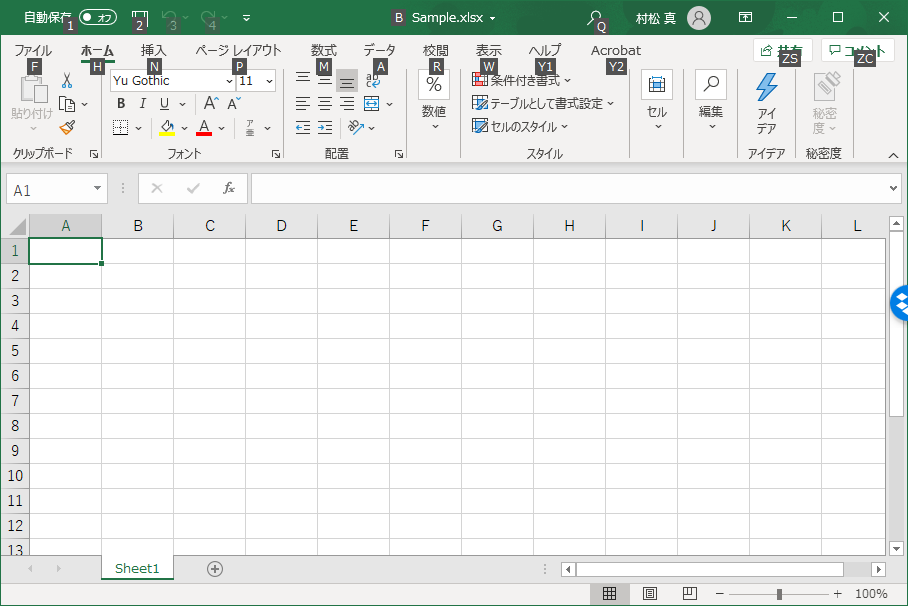 自動保存 オフ B Sample.xlsx 村松 真
1 2 3 4 Q
ファイル ホーム 挿入 ページ レイアウト 数式 データ 校閲 表示 ヘルプ Acrobat 共有 コメント
F H N P M A R W Y1 Y2 ZS ZC
Yu Gothic 11
条件付き書式
B I U A A
テーブルとして書式設定
セルのスタイル
A
貼り付け
%
数値
セル
編集
アイデア
秘密度
クリップボード フォント 配置 スタイル アイデア 秘密度
A1 fx
A B C D E F G H I J K L
1
2
3
4
5
6
7
8
9
10
11
12
13
Sheet1
100%